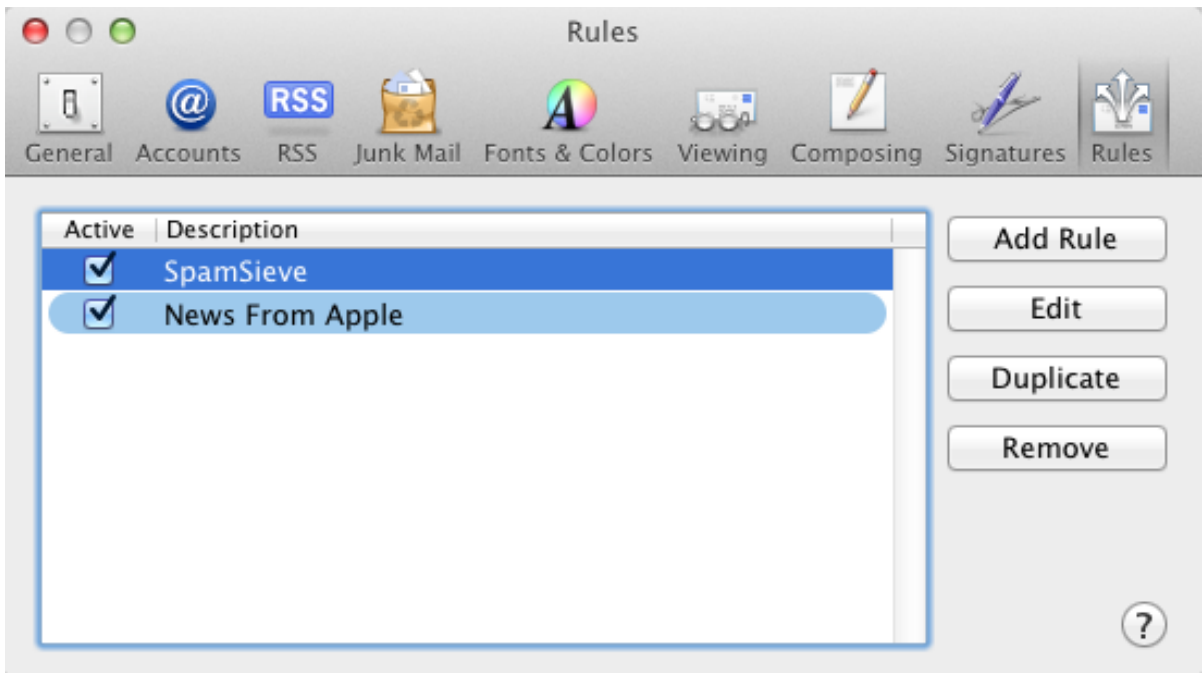 Rules
RSS
General Accounts RSS Junk Mail Fonts & Colors Viewing Composing Signatures Rules
Active Description
SpamSieve
News From Apple
Add Rule
Edit
Duplicate
Remove
?